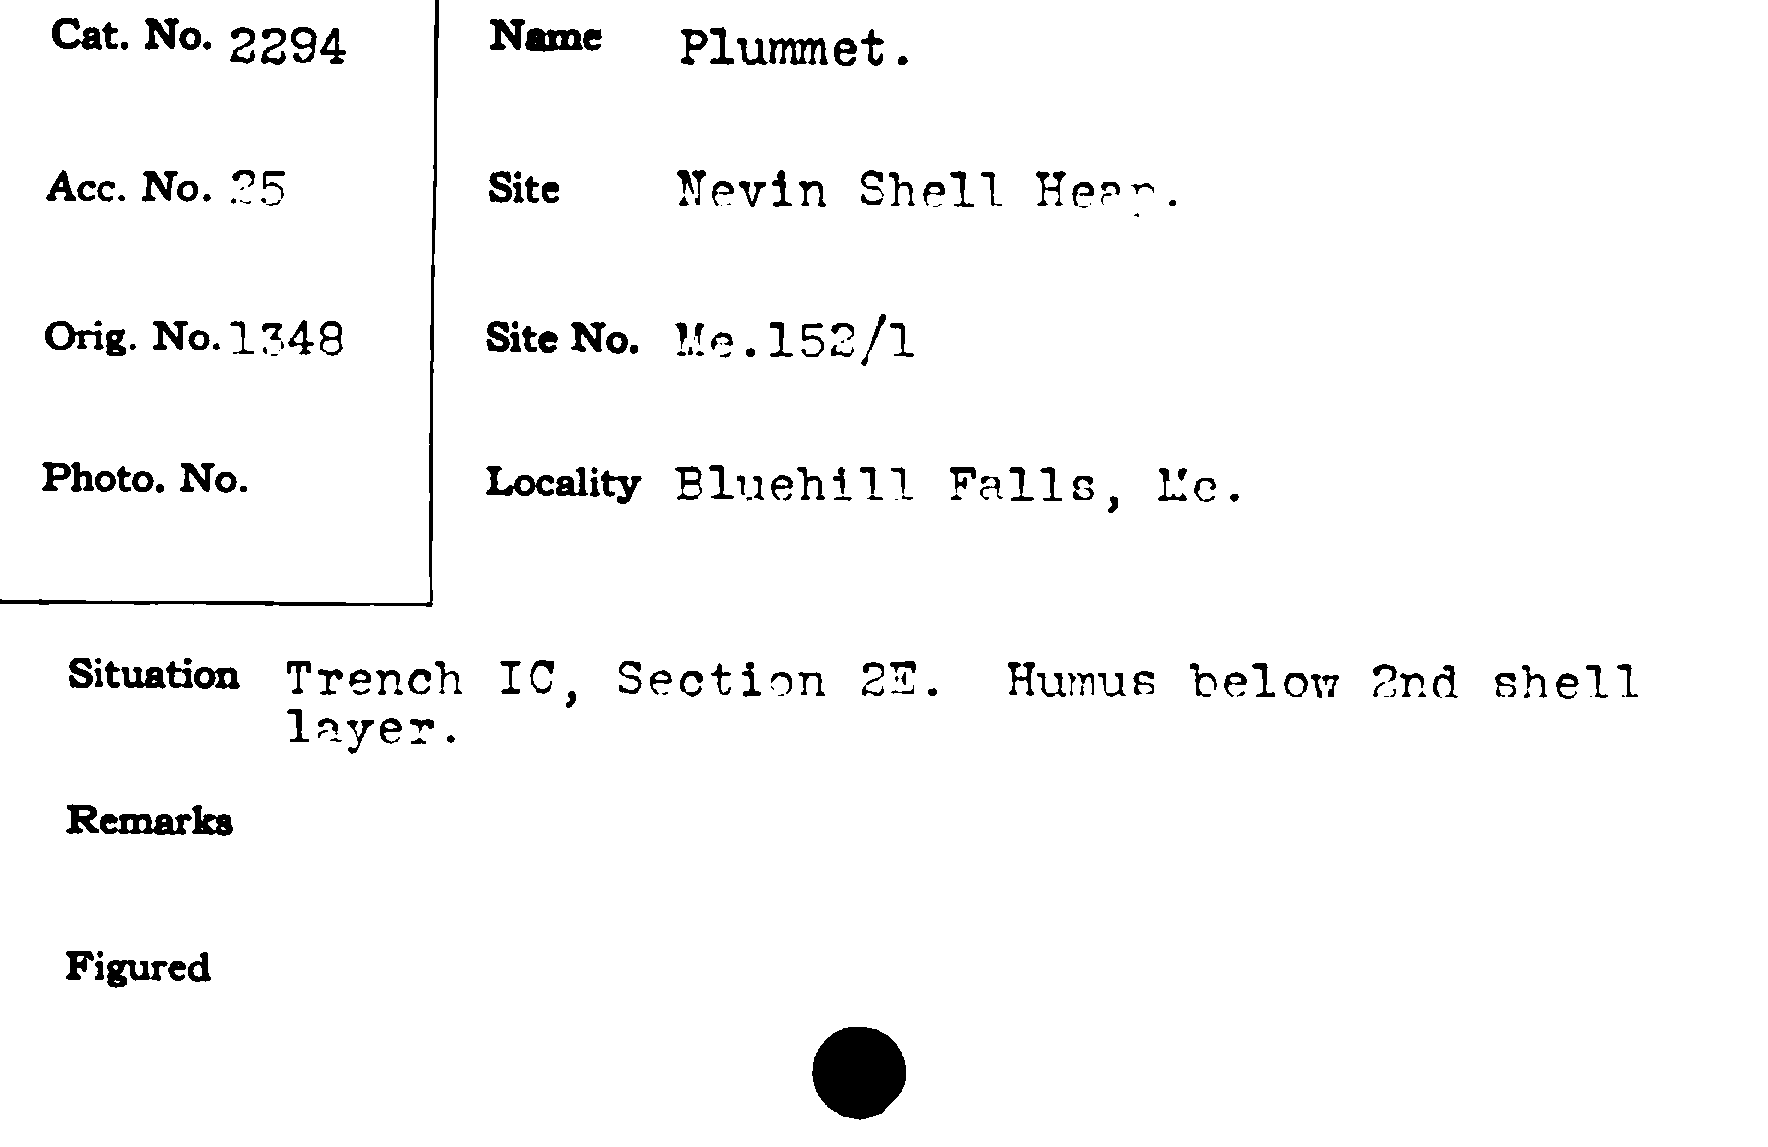 Cat. No. 2294
Name Plummet.
Acc. No. 25
Site Nevin Shell Heap.
Orig. No. 1348
Site No. Me.152/1
Photo. No.
Locality Bluehill Falls, Me.
Situation Trench IC, Section 2E. Humus below 2nd shell
layer.
Remarks
Figured